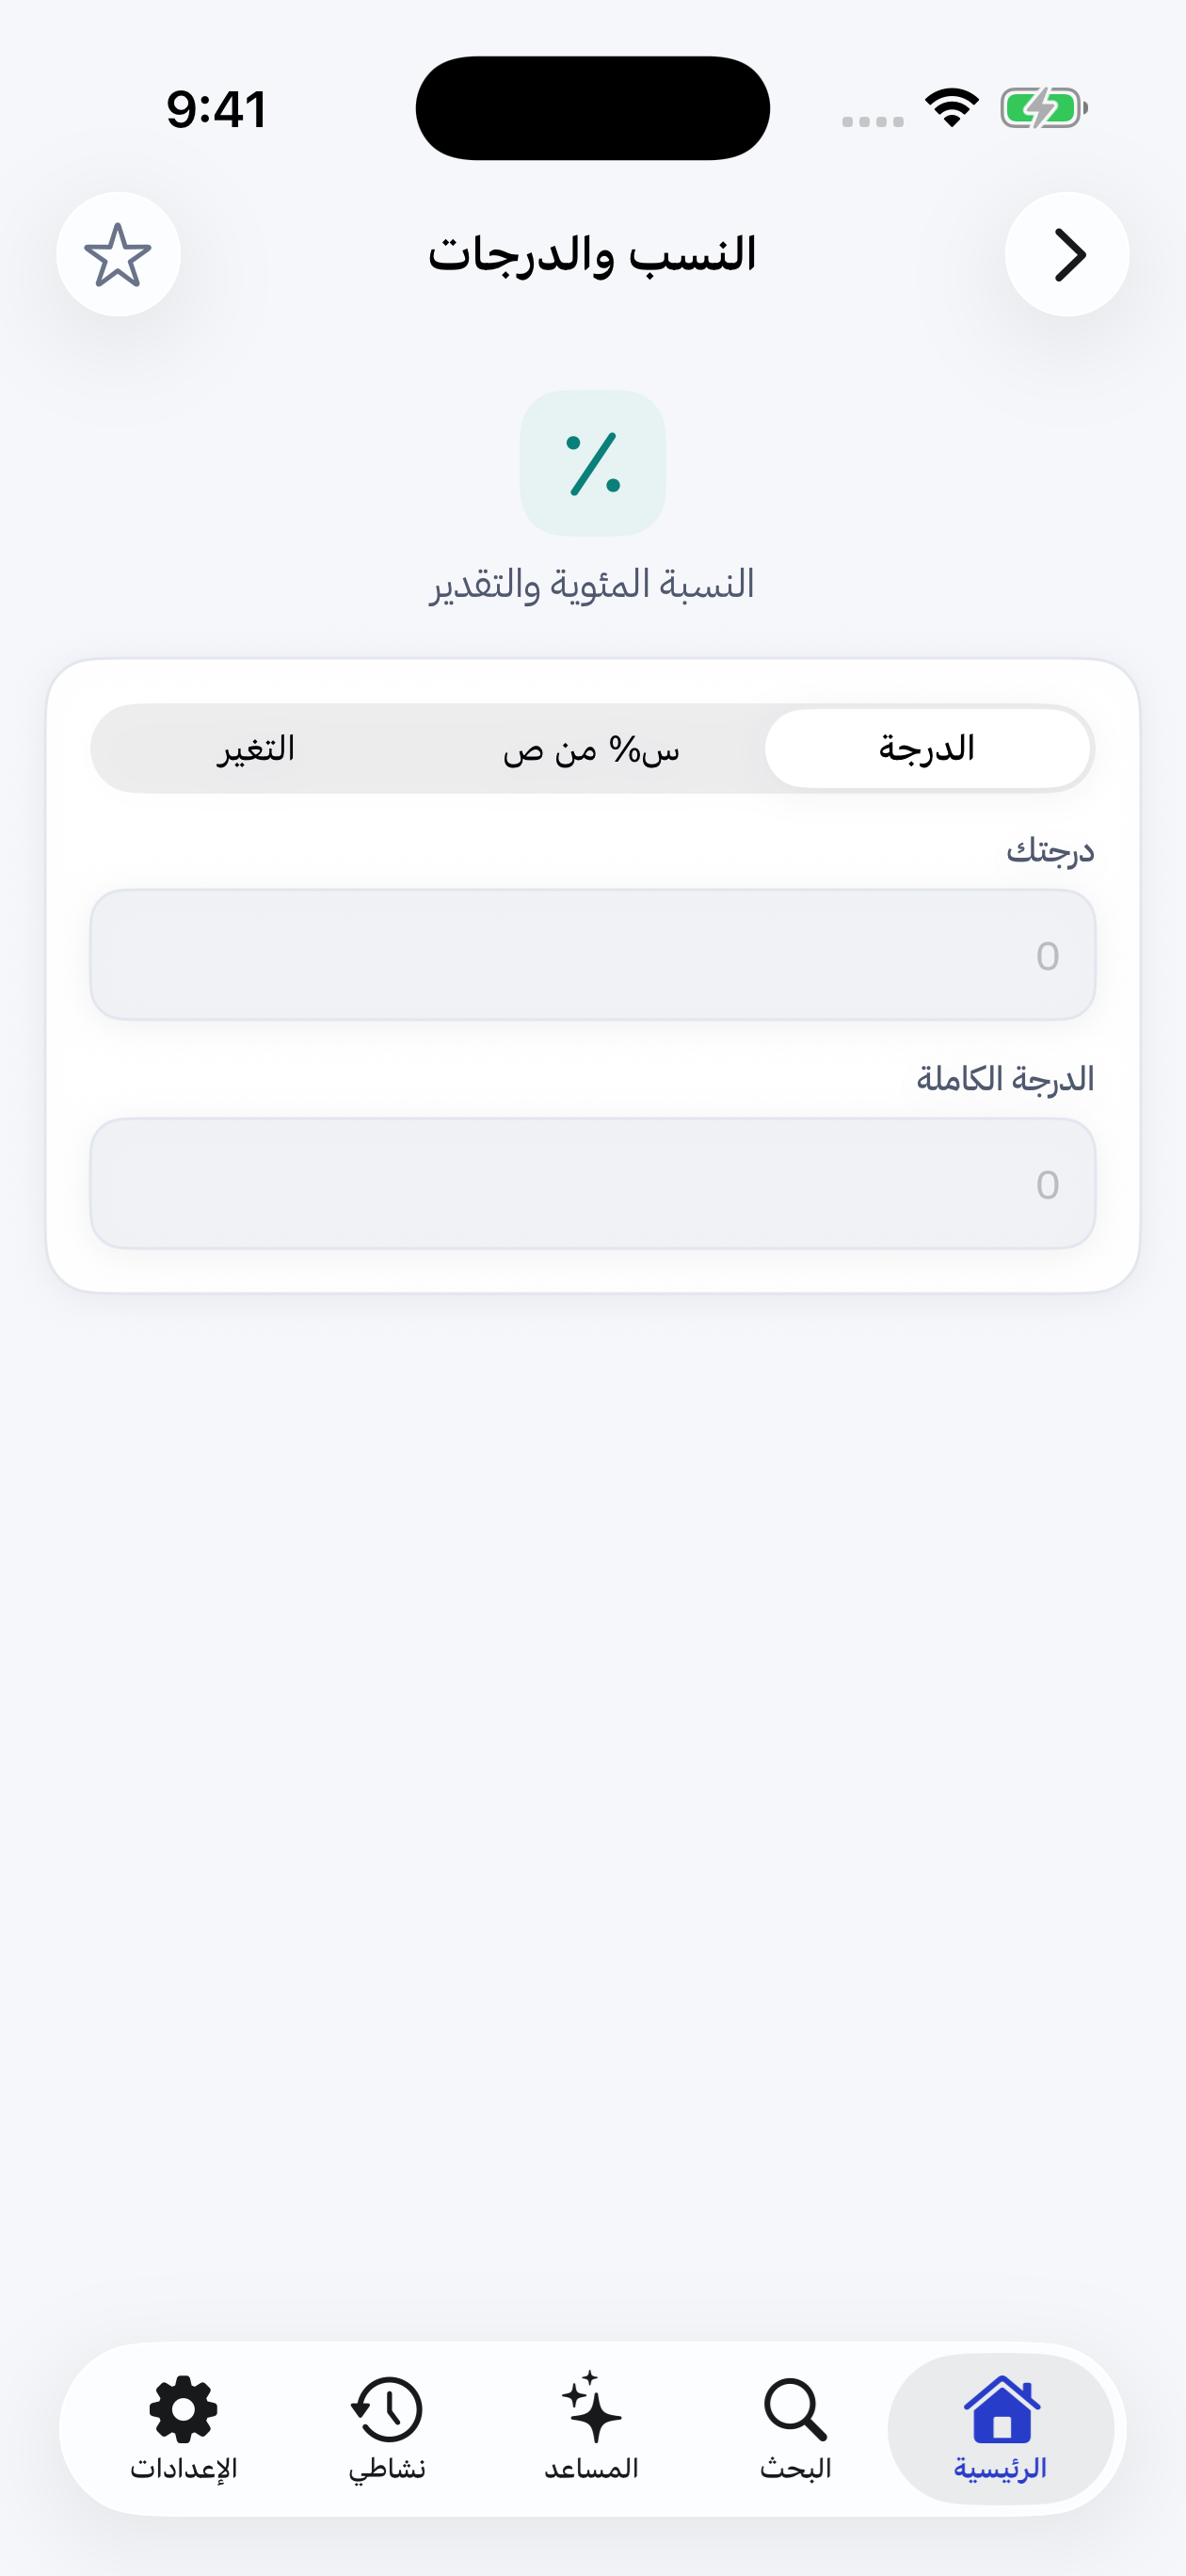 9:41
النسب والدرجات
النسبة المئوية والتقدير
الدرجة
س% من ص
التغير
درجتك
0
الدرجة الكاملة
0
الرئيسية
البحث
المساعد
نشاطي
الإعدادات